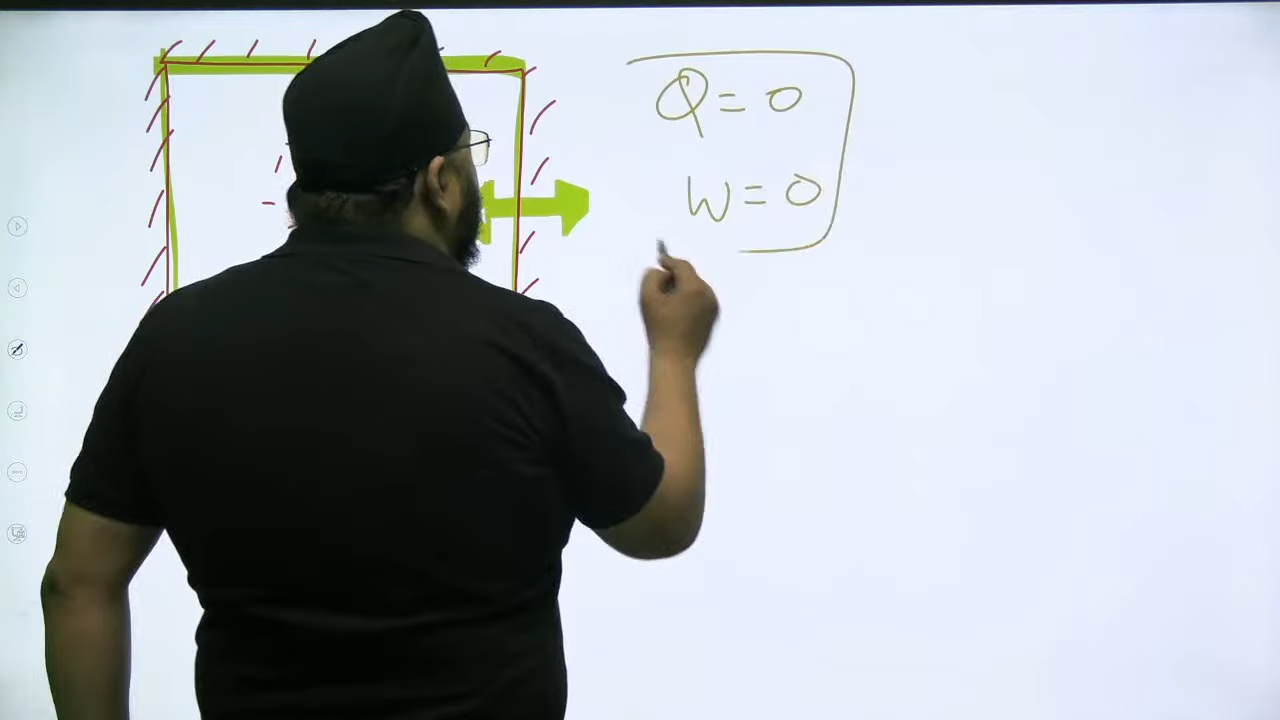 Q = 0
W = 0